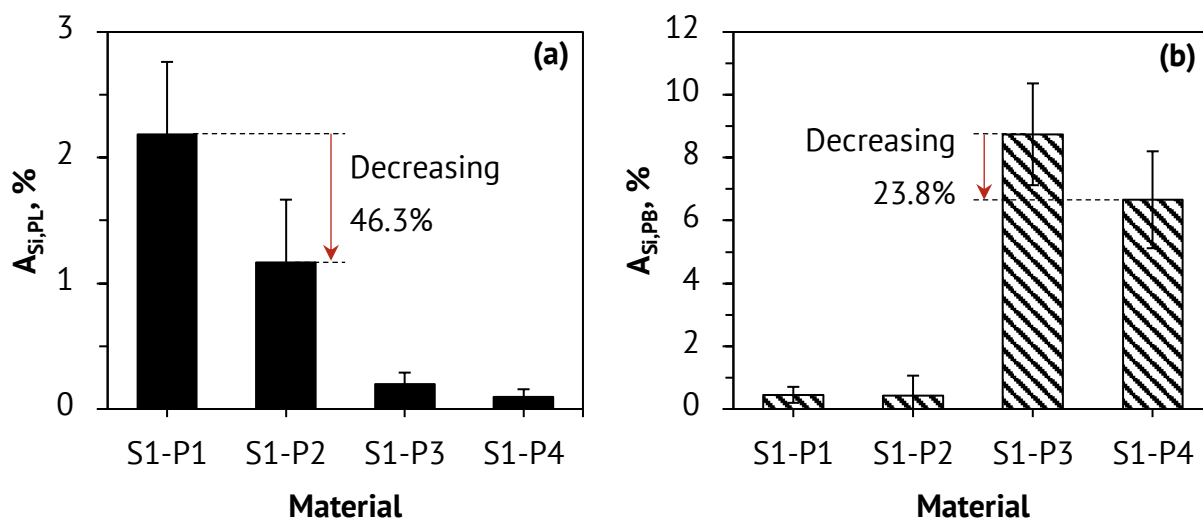 (a)
3
2
1
0
A_Si,PL, %
Decreasing
46.3%
S1-P1 S1-P2 S1-P3 S1-P4
Material
(b)
12
10
8
6
4
2
0
A_Si,PB, %
Decreasing
23.8%
S1-P1 S1-P2 S1-P3 S1-P4
Material